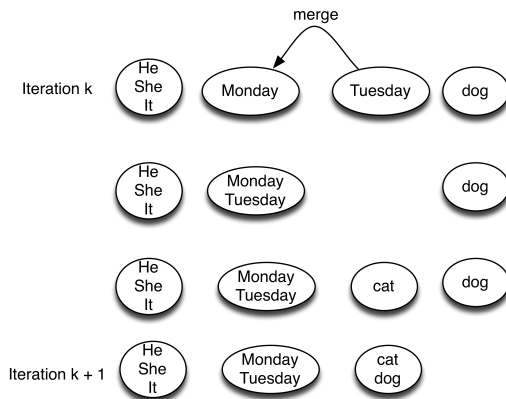 merge
He
She
It
Iteration k
Monday
Tuesday
dog
He
She
It
Monday
Tuesday
dog
He
She
It
Monday
Tuesday
cat
dog
He
She
It
Iteration k + 1
Monday
Tuesday
cat
dog